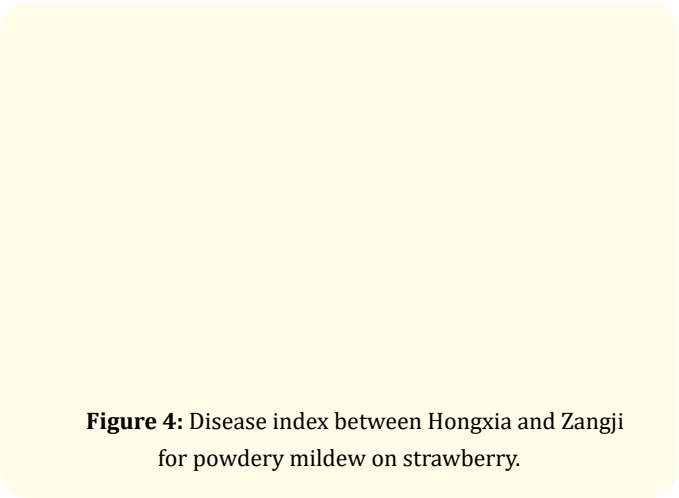 Figure 4: Disease index between Hongxia and Zangji
for powdery mildew on strawberry.